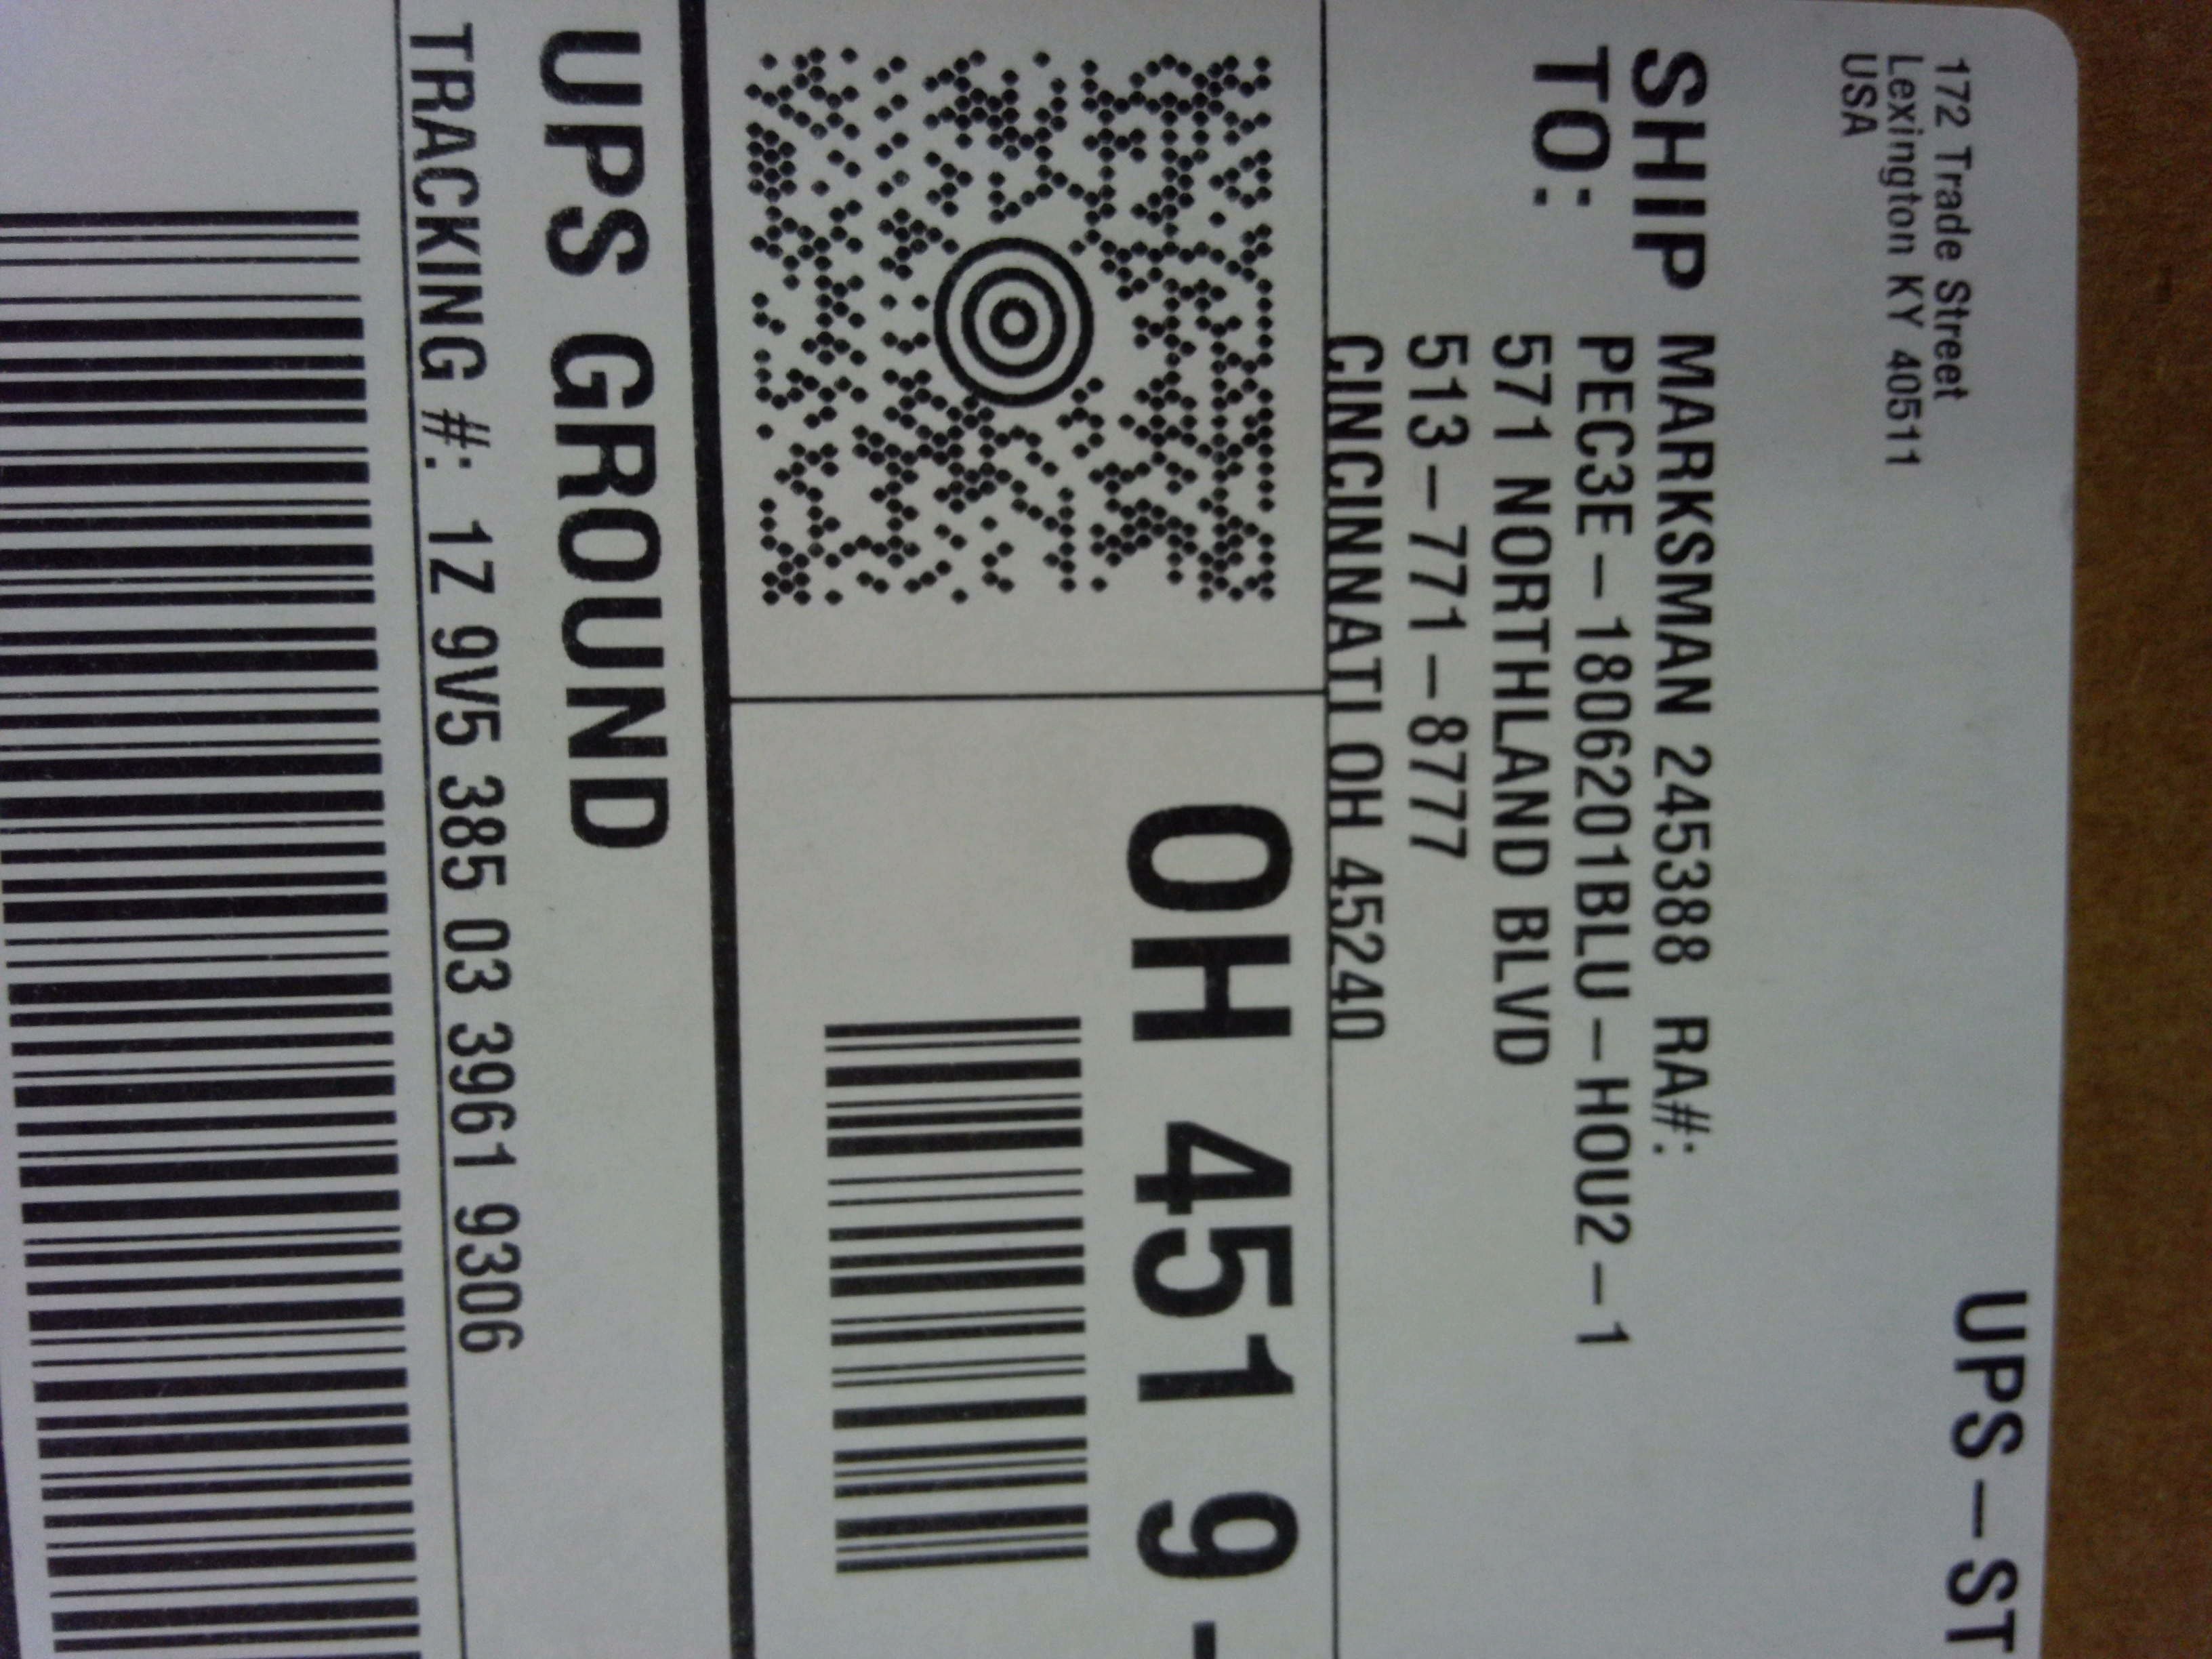 172 Trade Street
Lexington KY 40511
USA
UPS-ST
SHIP
TO:
MARKSMAN 245388 RA#:
PEC3E-1806201BLU-HOU2-1
571 NORTHLAND BLVD
513-771-8777
CINCINNATI OH 45240
OH 451 9-
UPS GROUND
TRACKING #: 1Z 9V5 385 03 3961 9306